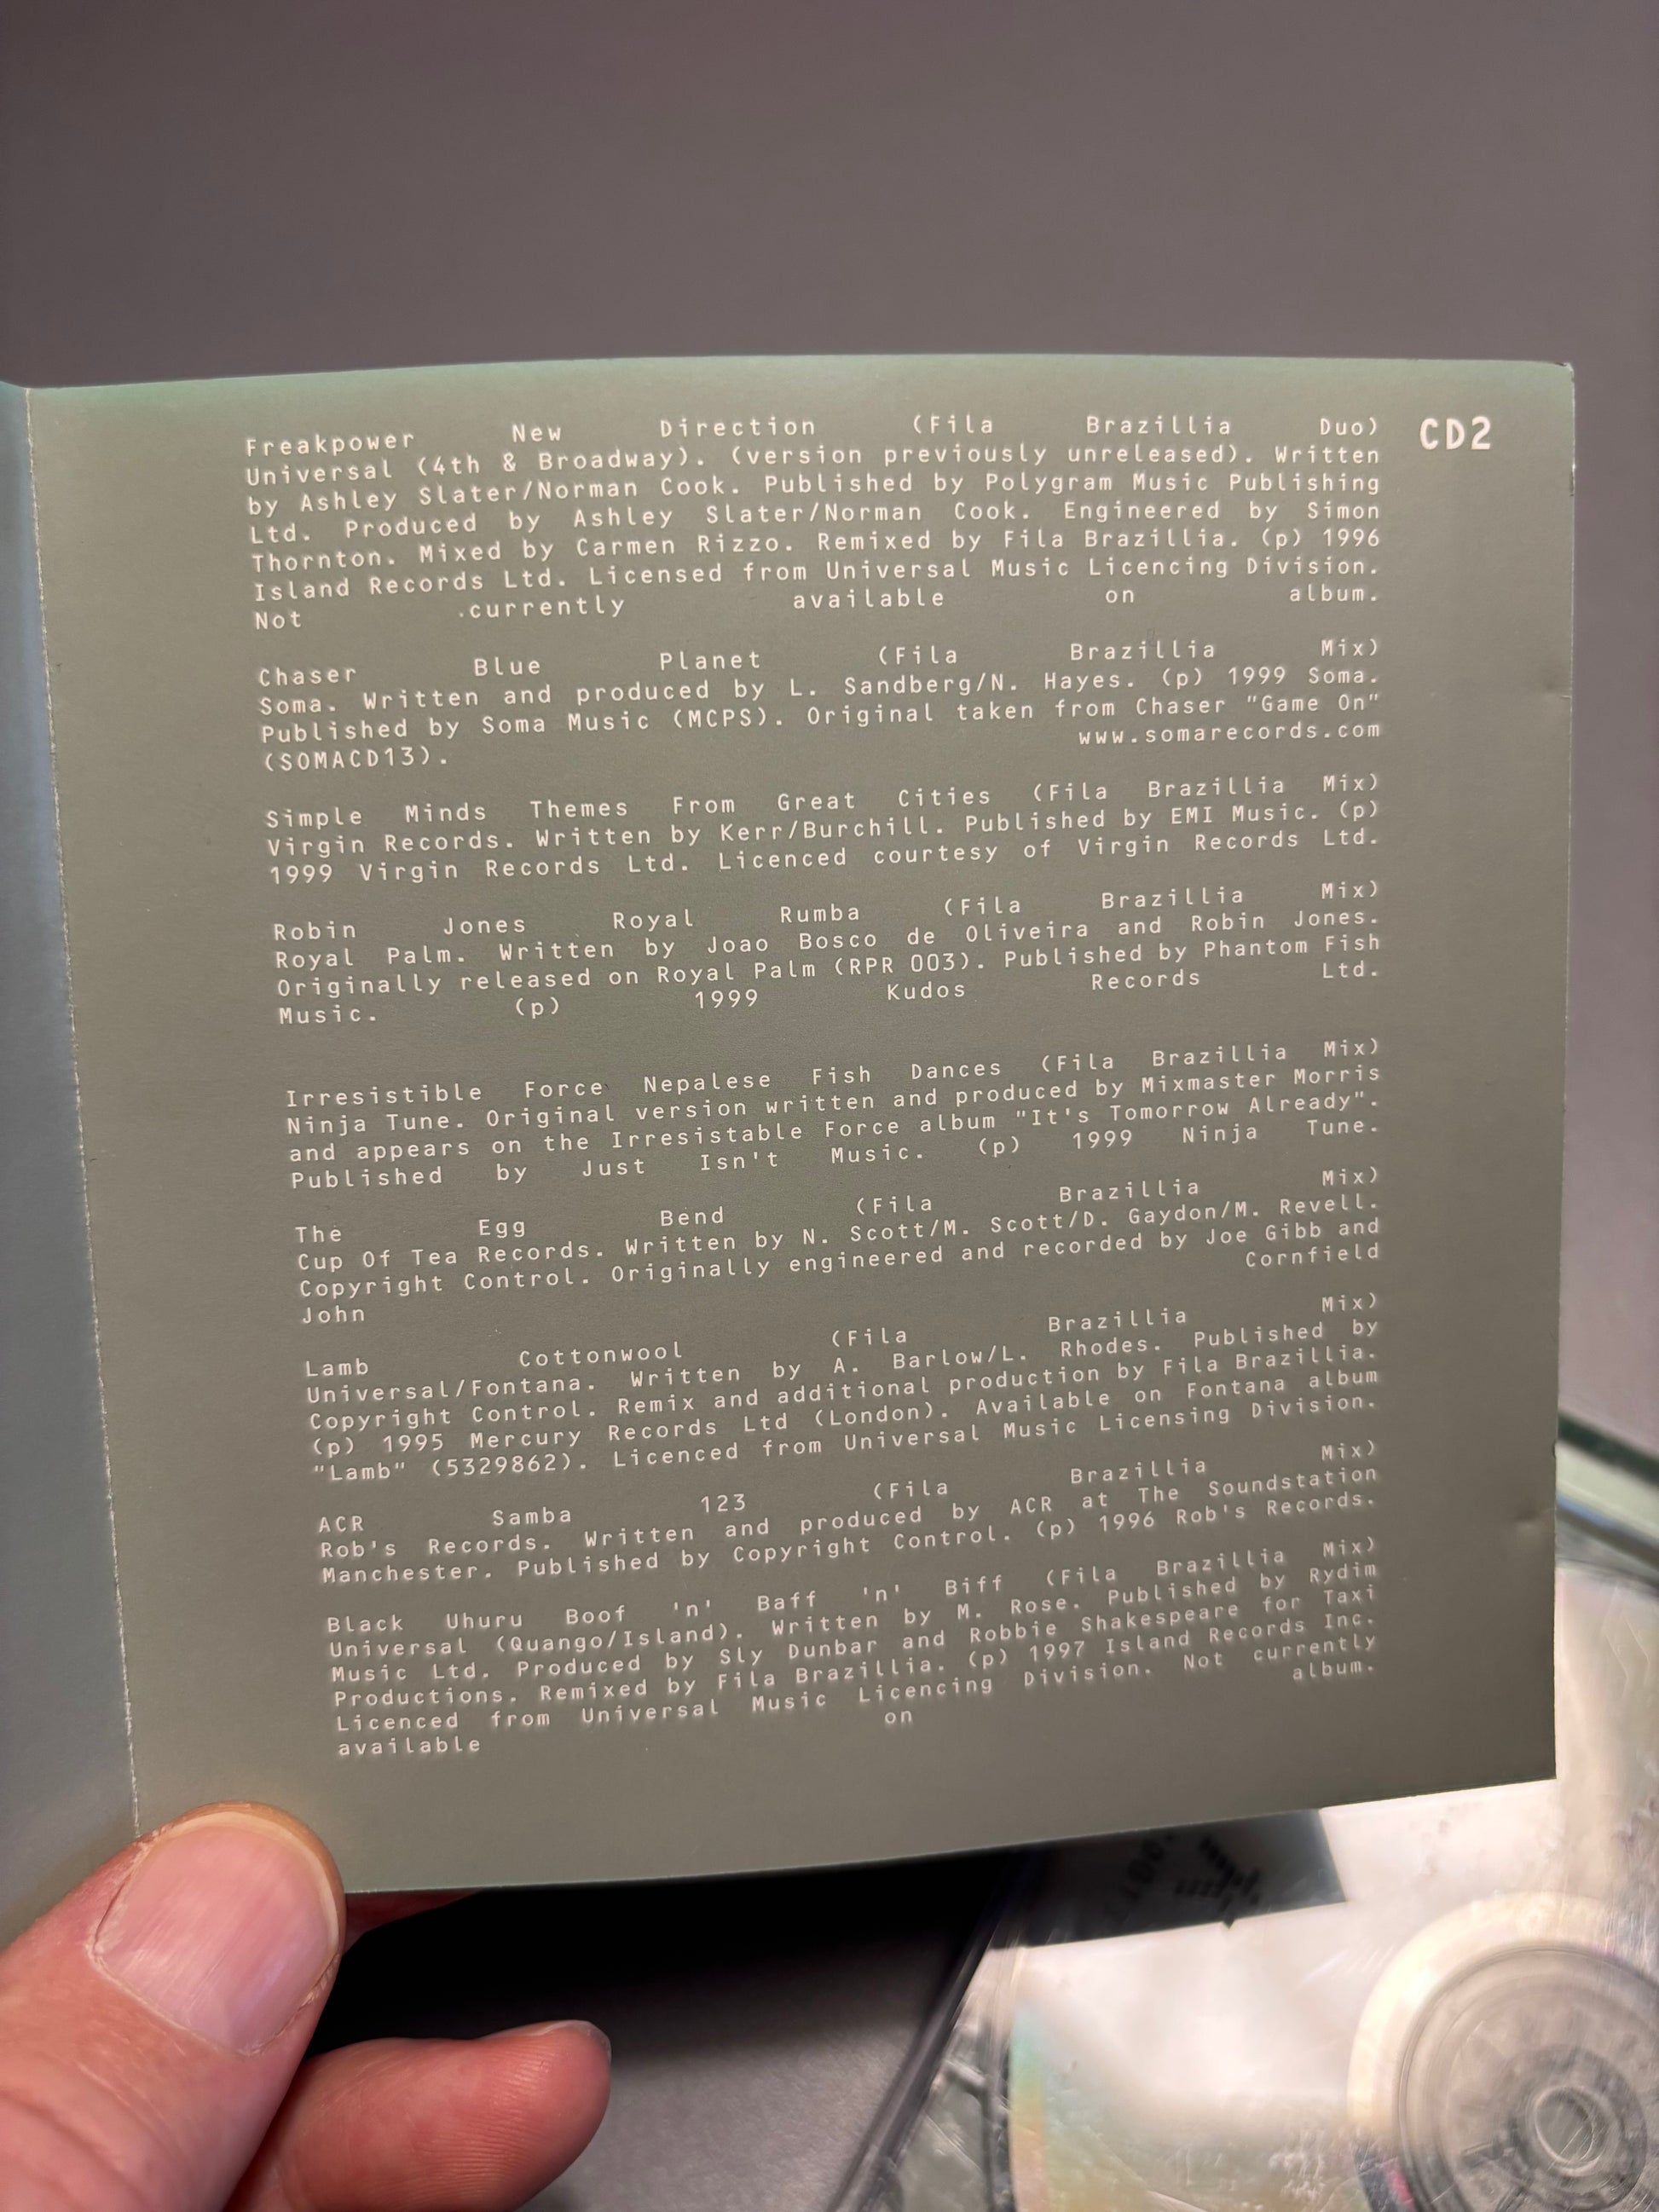 CD2
Freakpower New Direction (Fila Brazillia Duo)
Universal (4th & Broadway). (version previously unreleased). Written
by Ashley Slater/Norman Cook. Published by Polygram Music Publishing
Ltd. Produced by Ashley Slater/Norman Cook. Engineered by Simon
Thornton. Mixed by Carmen Rizzo. Remixed by Fila Brazillia. (p) 1996
Island Records Ltd. Licensed from Universal Music Licencing Division.
Not .currently available on album.
Chaser Blue Planet (Fila Brazillia Mix)
Soma. Written and produced by L. Sandberg/N. Hayes. (p) 1999 Soma.
Published by Soma Music (MCPS). Original taken from Chaser "Game On"
(SOMACD13). www.somarecords.com
Simple Minds Themes From Great Cities (Fila Brazillia Mix)
Virgin Records. Written by Kerr/Burchill. Published by EMI Music. (p)
1999 Virgin Records Ltd. Licenced courtesy of Virgin Records Ltd.
Robin Jones Royal Rumba (Fila Brazillia Mix)
Royal Palm. Written by Joao Bosco de Oliveira and Robin Jones.
Originally released on Royal Palm (RPR 003). Published by Phantom Fish
Music. (p) 1999 Kudos Records Ltd.
Irresistible Force Nepalese Fish Dances (Fila Brazillia Mix)
Ninja Tune. Original version written and produced by Mixmaster Morris
and appears on the Irresistable Force album "It's Tomorrow Already".
Published by Just Isn't Music. (p) 1999 Ninja Tune.
The Egg Bend (Fila Brazillia Mix)
Cup Of Tea Records. Written by N. Scott/M. Scott/D. Gaydon/M. Revell.
Copyright Control. Originally engineered and recorded by Joe Gibb and
John Cornfield
Lamb Cottonwool (Fila Brazillia Mix)
Universal/Fontana. Written by A. Barlow/L. Rhodes. Published by
Copyright Control. Remix and additional production by Fila Brazillia.
(p) 1995 Mercury Records Ltd (London). Available on Fontana album
"Lamb" (5329862). Licenced from Universal Music Licensing Division.
ACR Samba 123 (Fila Brazillia Mix)
Rob's Records. Written and produced by ACR at The Soundstation
Manchester. Published by Copyright Control. (p) 1996 Rob's Records.
Black Uhuru Boof 'n' Baff 'n' Biff (Fila Brazillia Mix)
Universal (Quango/Island). Written by M. Rose. Published by Rydim
Music Ltd. Produced by Sly Dunbar and Robbie Shakespeare for Taxi
Productions. Remixed by Fila Brazillia. (p) 1997 Island Records Inc.
Licenced from Universal Music Licencing Division. Not currently
available on album.